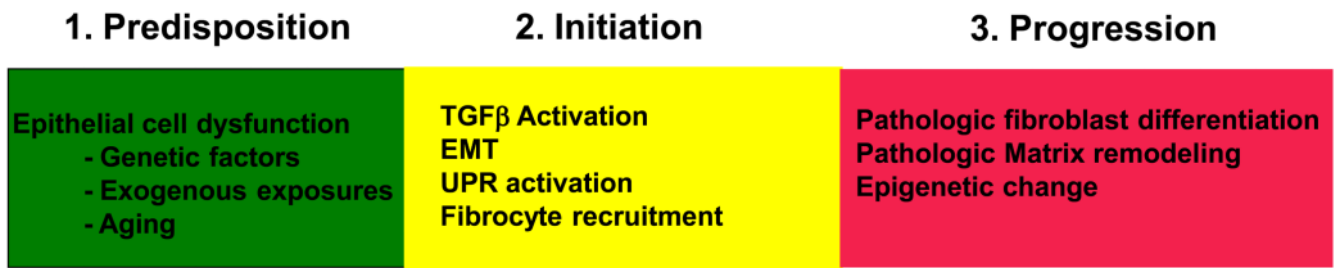 1. Predisposition
2. Initiation
3. Progression
Epithelial cell dysfunction
- Genetic factors
- Exogenous exposures
- Aging
TGFβ Activation
EMT
UPR activation
Fibrocyte recruitment
Pathologic fibroblast differentiation
Pathologic Matrix remodeling
Epigenetic change